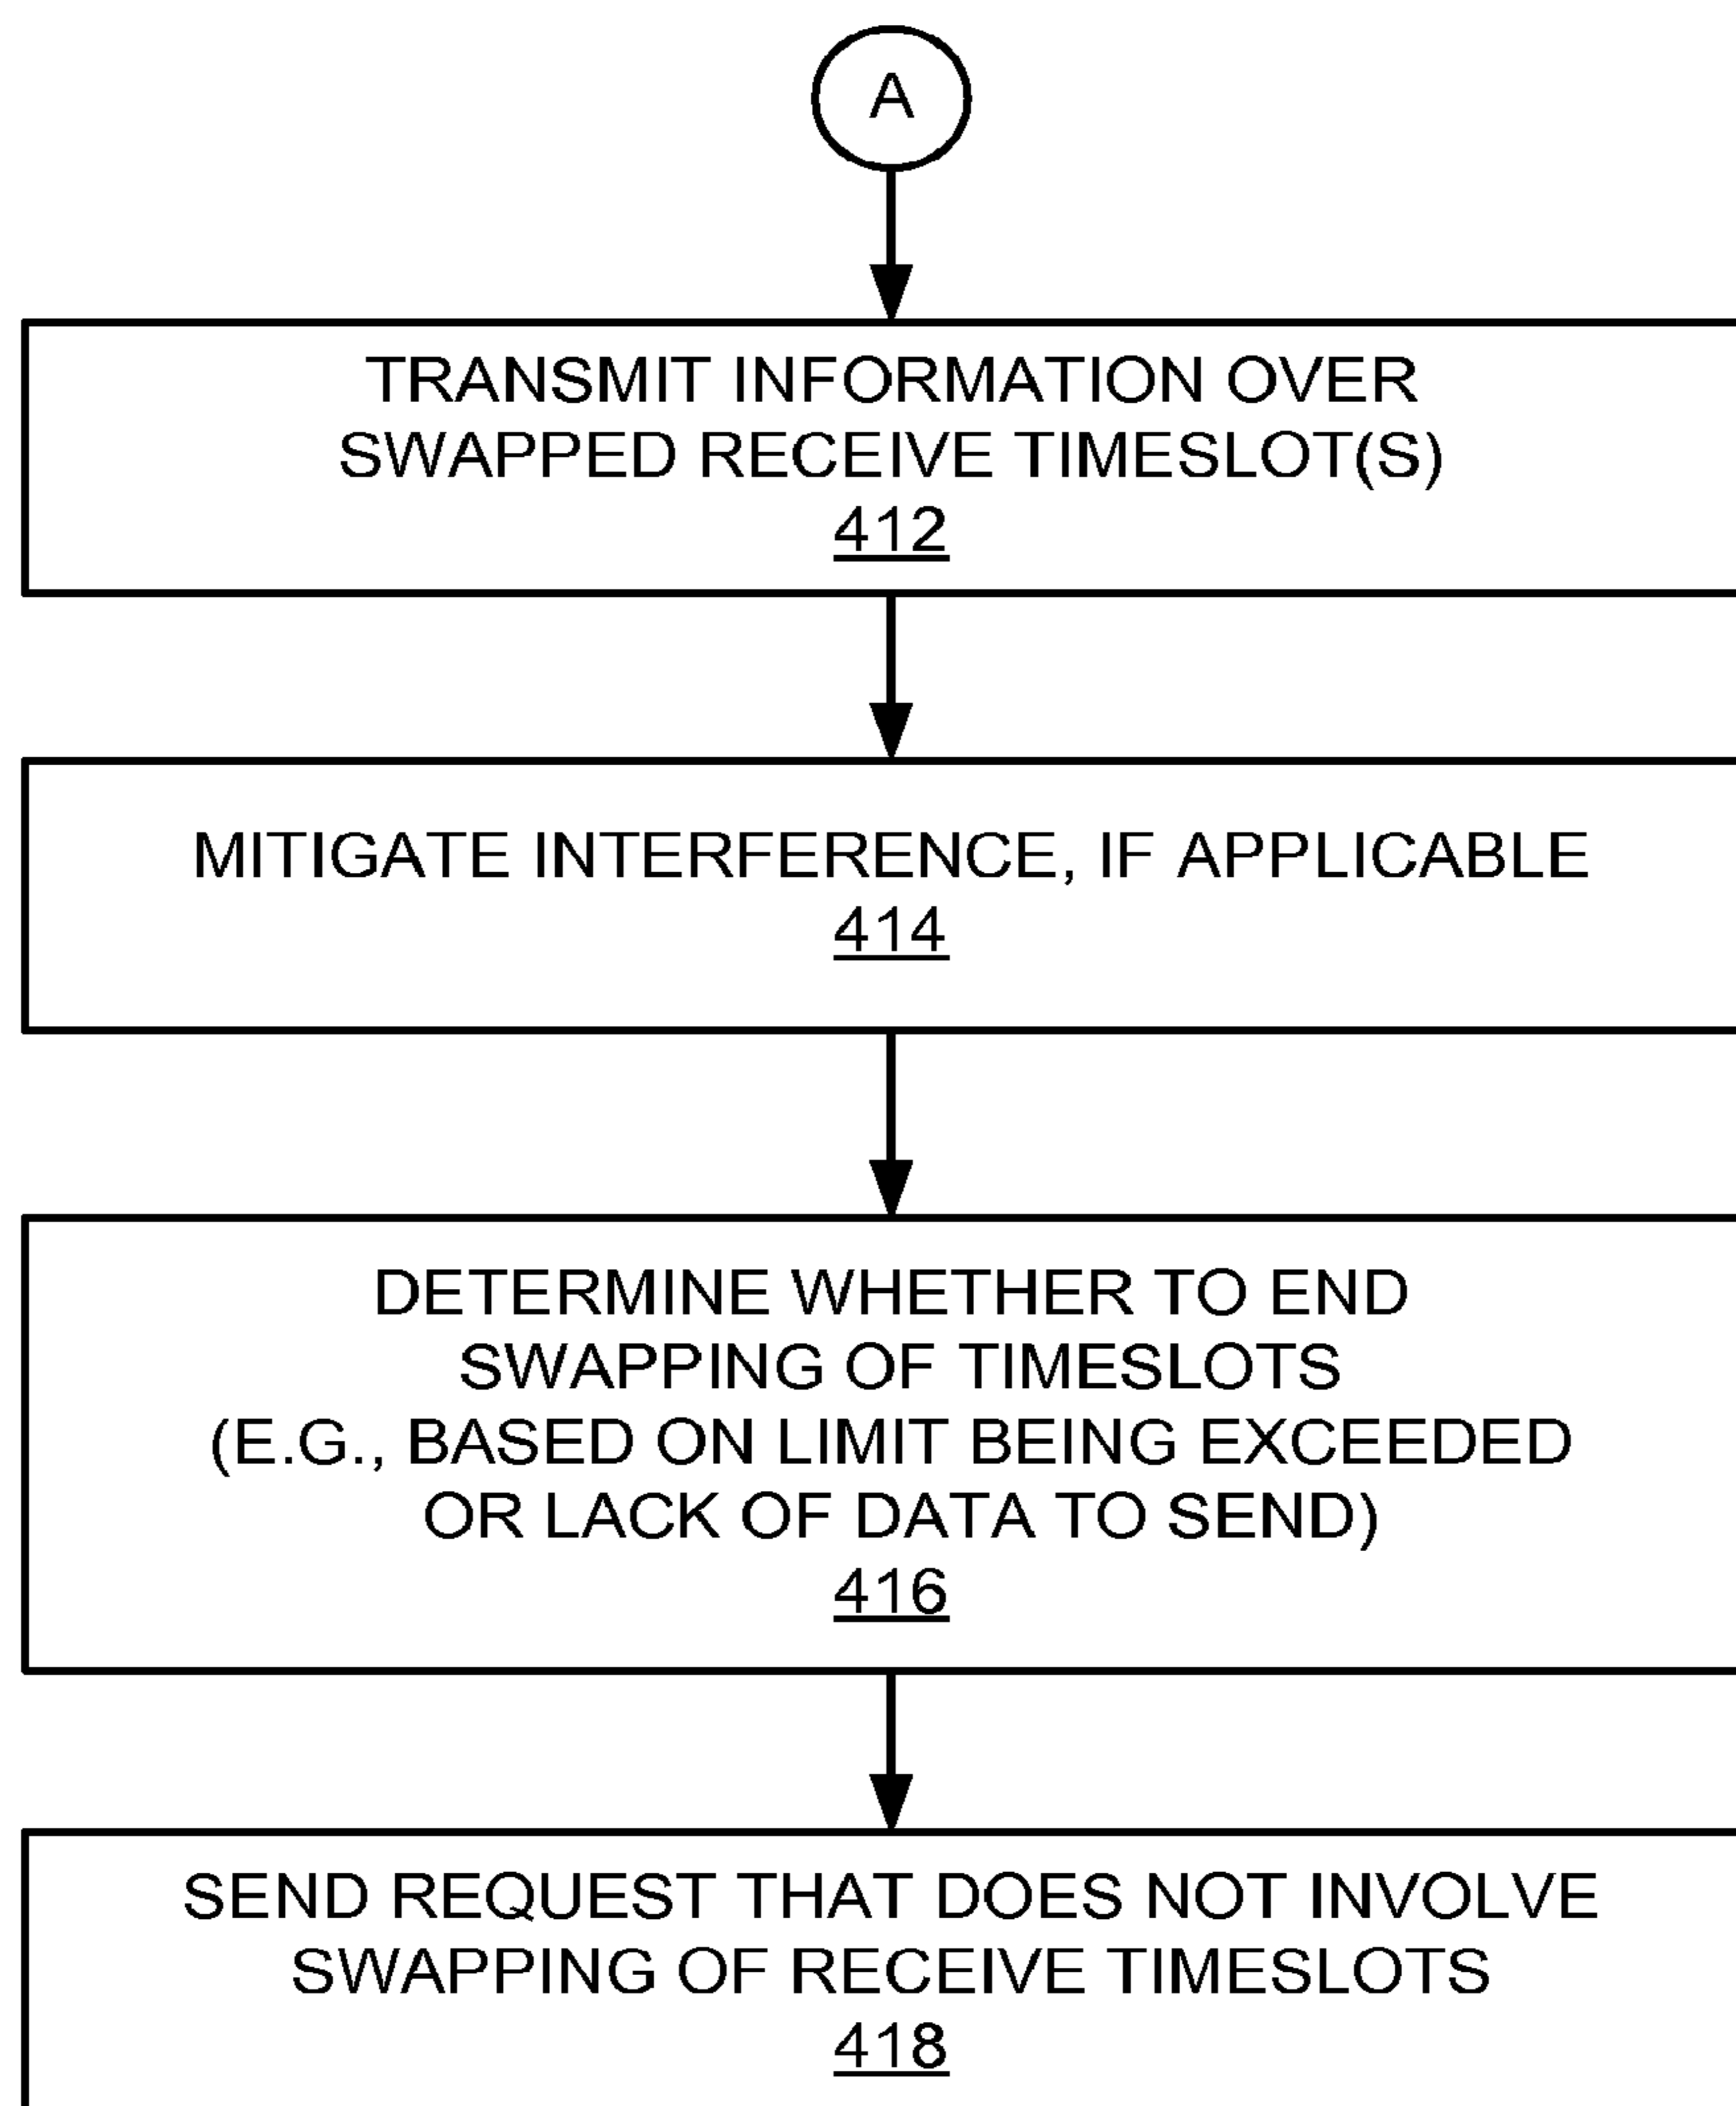 A
TRANSMIT INFORMATION OVER
SWAPPED RECEIVE TIMESLOT(S)
412
MITIGATE INTERFERENCE, IF APPLICABLE
414
DETERMINE WHETHER TO END
SWAPPING OF TIMESLOTS
(E.G., BASED ON LIMIT BEING EXCEEDED
OR LACK OF DATA TO SEND)
416
SEND REQUEST THAT DOES NOT INVOLVE
SWAPPING OF RECEIVE TIMESLOTS
418